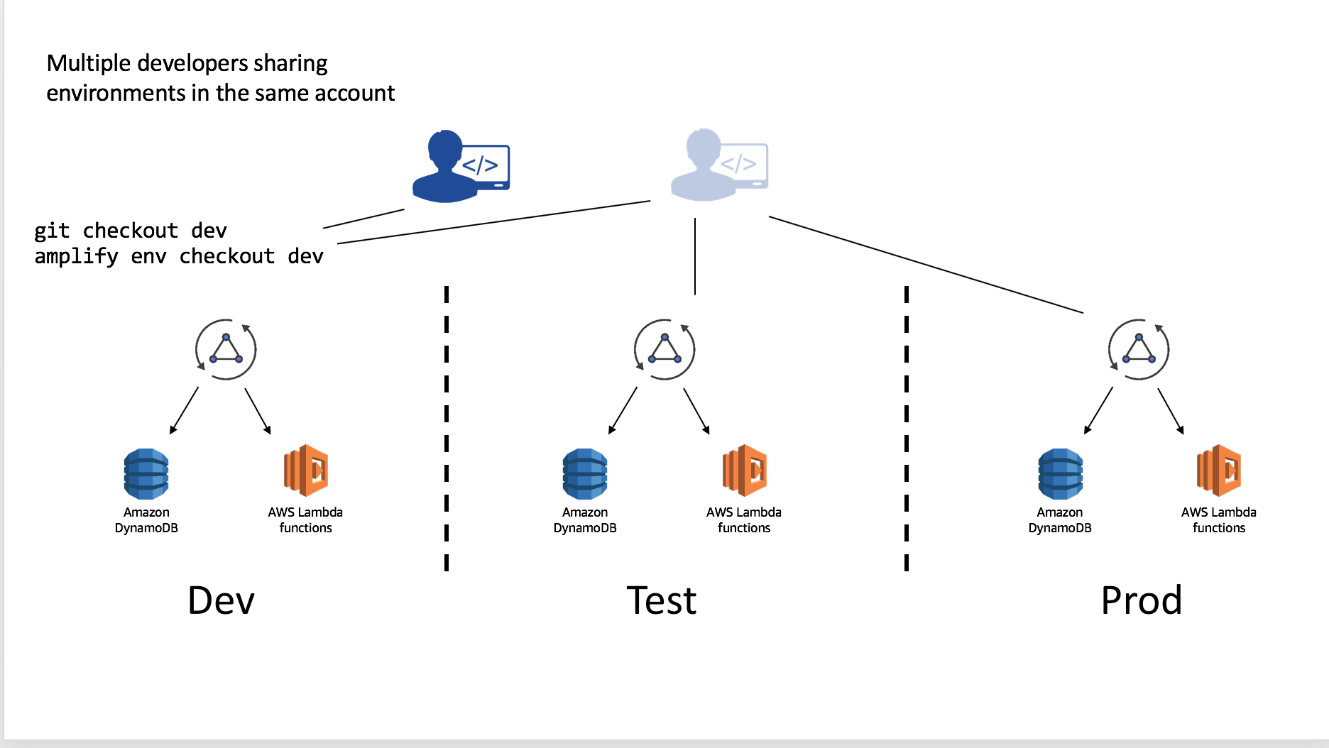 Multiple developers sharing
environments in the same account
</>
</>
git checkout dev
amplify env checkout dev
Amazon
DynamoDB
AWS Lambda
functions
Amazon
DynamoDB
AWS Lambda
functions
Amazon
DynamoDB
AWS Lambda
functions
Dev
Test
Prod